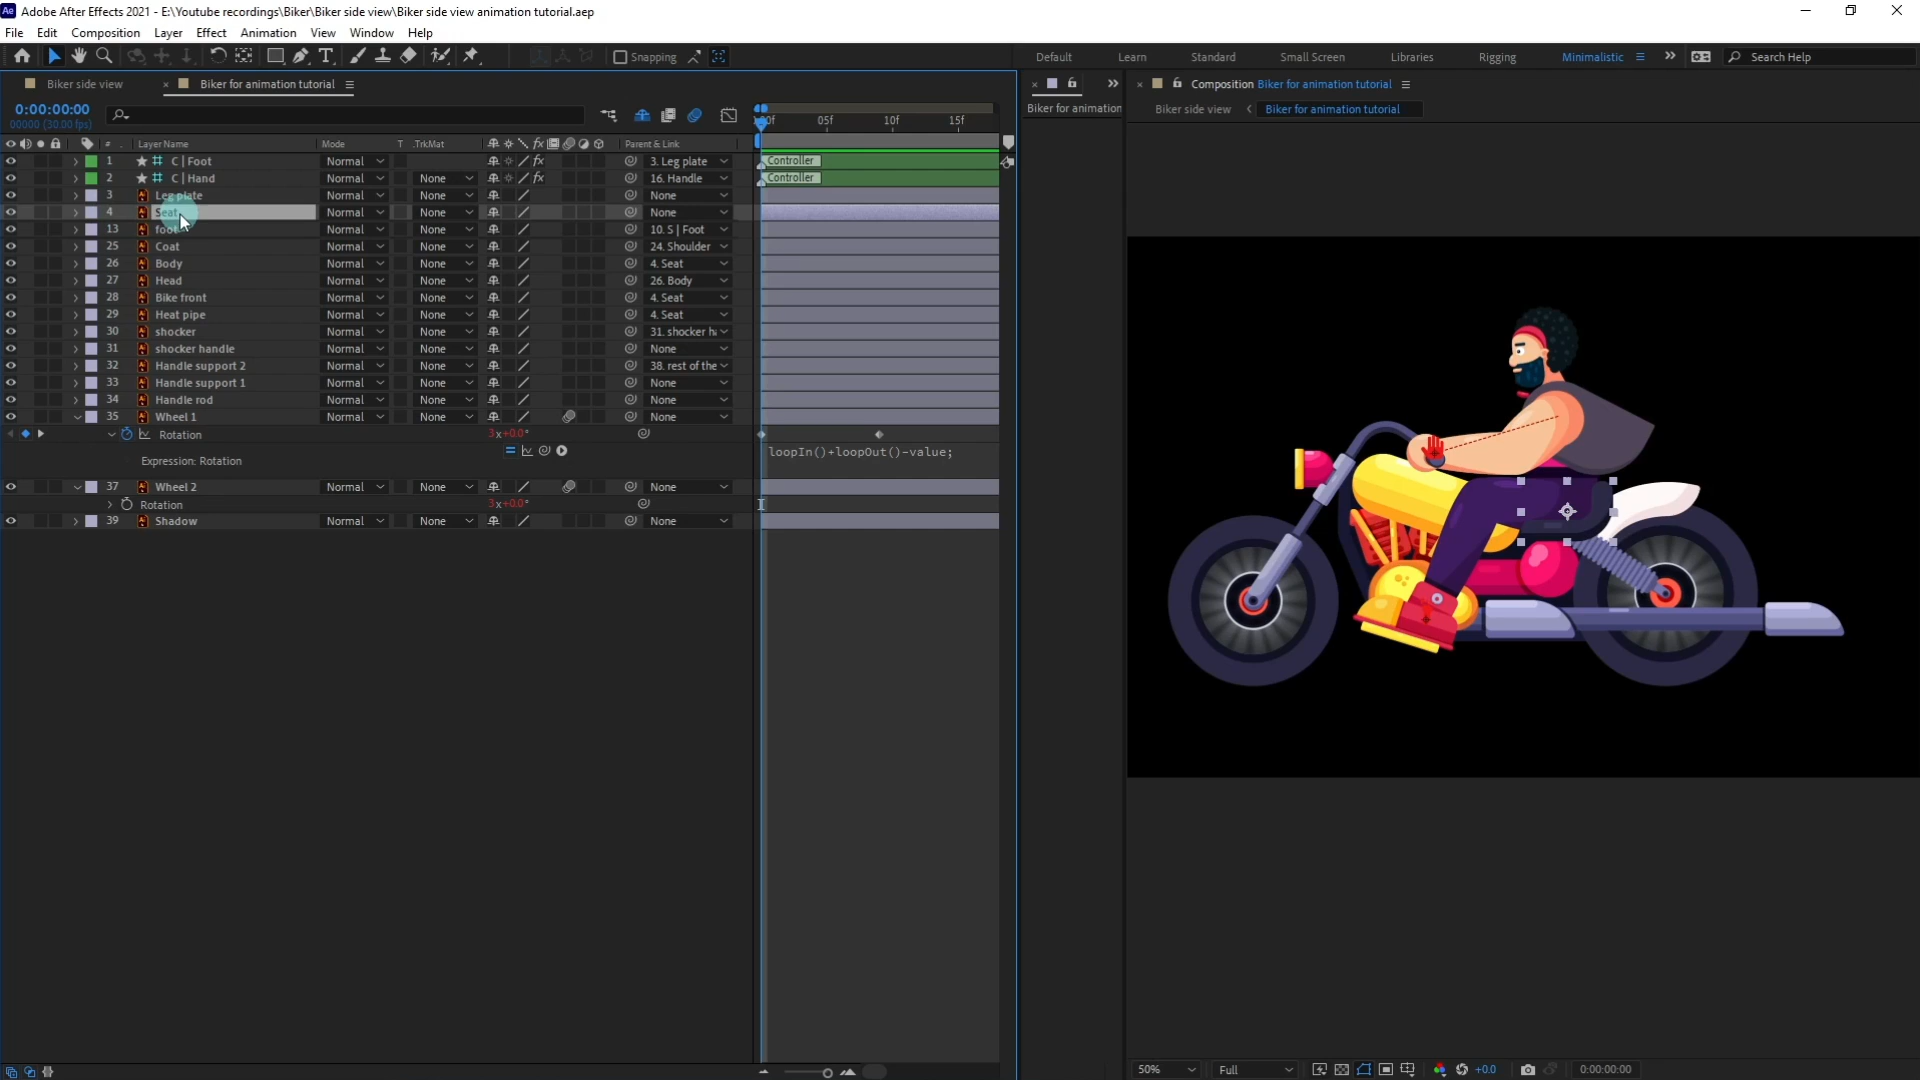 Ae Adobe After Effects 2021 - E:\Youtube recordings\Biker\Biker side view\Biker side view animation tutorial.aep
File Edit Composition Layer Effect Animation View Window Help
Snapping Default Learn Standard Small Screen Libraries Rigging Minimalistic Search Help
Biker side view Biker for animation tutorial Composition Biker for animation tutorial
0:00:00:00
00000 (30.00 fps)
Biker for animation Biker side view Biker for animation tutorial
05f 10f 15f
# Layer Name Mode T .TrkMat fx Parent & Link
1 C | Foot Normal fx 3. Leg plate Controller
2 C | Hand Normal None fx 16. Handle Controller
3 Leg plate Normal None None
4 Seat Normal None None
13 foot Normal None 10. S | Foot
25 Coat Normal None 24. Shoulder
26 Body Normal None 4. Seat
27 Head Normal None 26. Body
28 Bike front Normal None 4. Seat
29 Heat pipe Normal None 4. Seat
30 shocker Normal None 31. shocker h
31 shocker handle Normal None None
32 Handle support 2 Normal None 38. rest of the
33 Handle support 1 Normal None None
34 Handle rod Normal None None
35 Wheel 1 Normal None None
Rotation 3x+0.0°
Expression: Rotation loopIn()+loopOut()-value;
37 Wheel 2 Normal None None
Rotation 3x+0.0°
39 Shadow Normal None None
50% Full +0.0 0:00:00:00